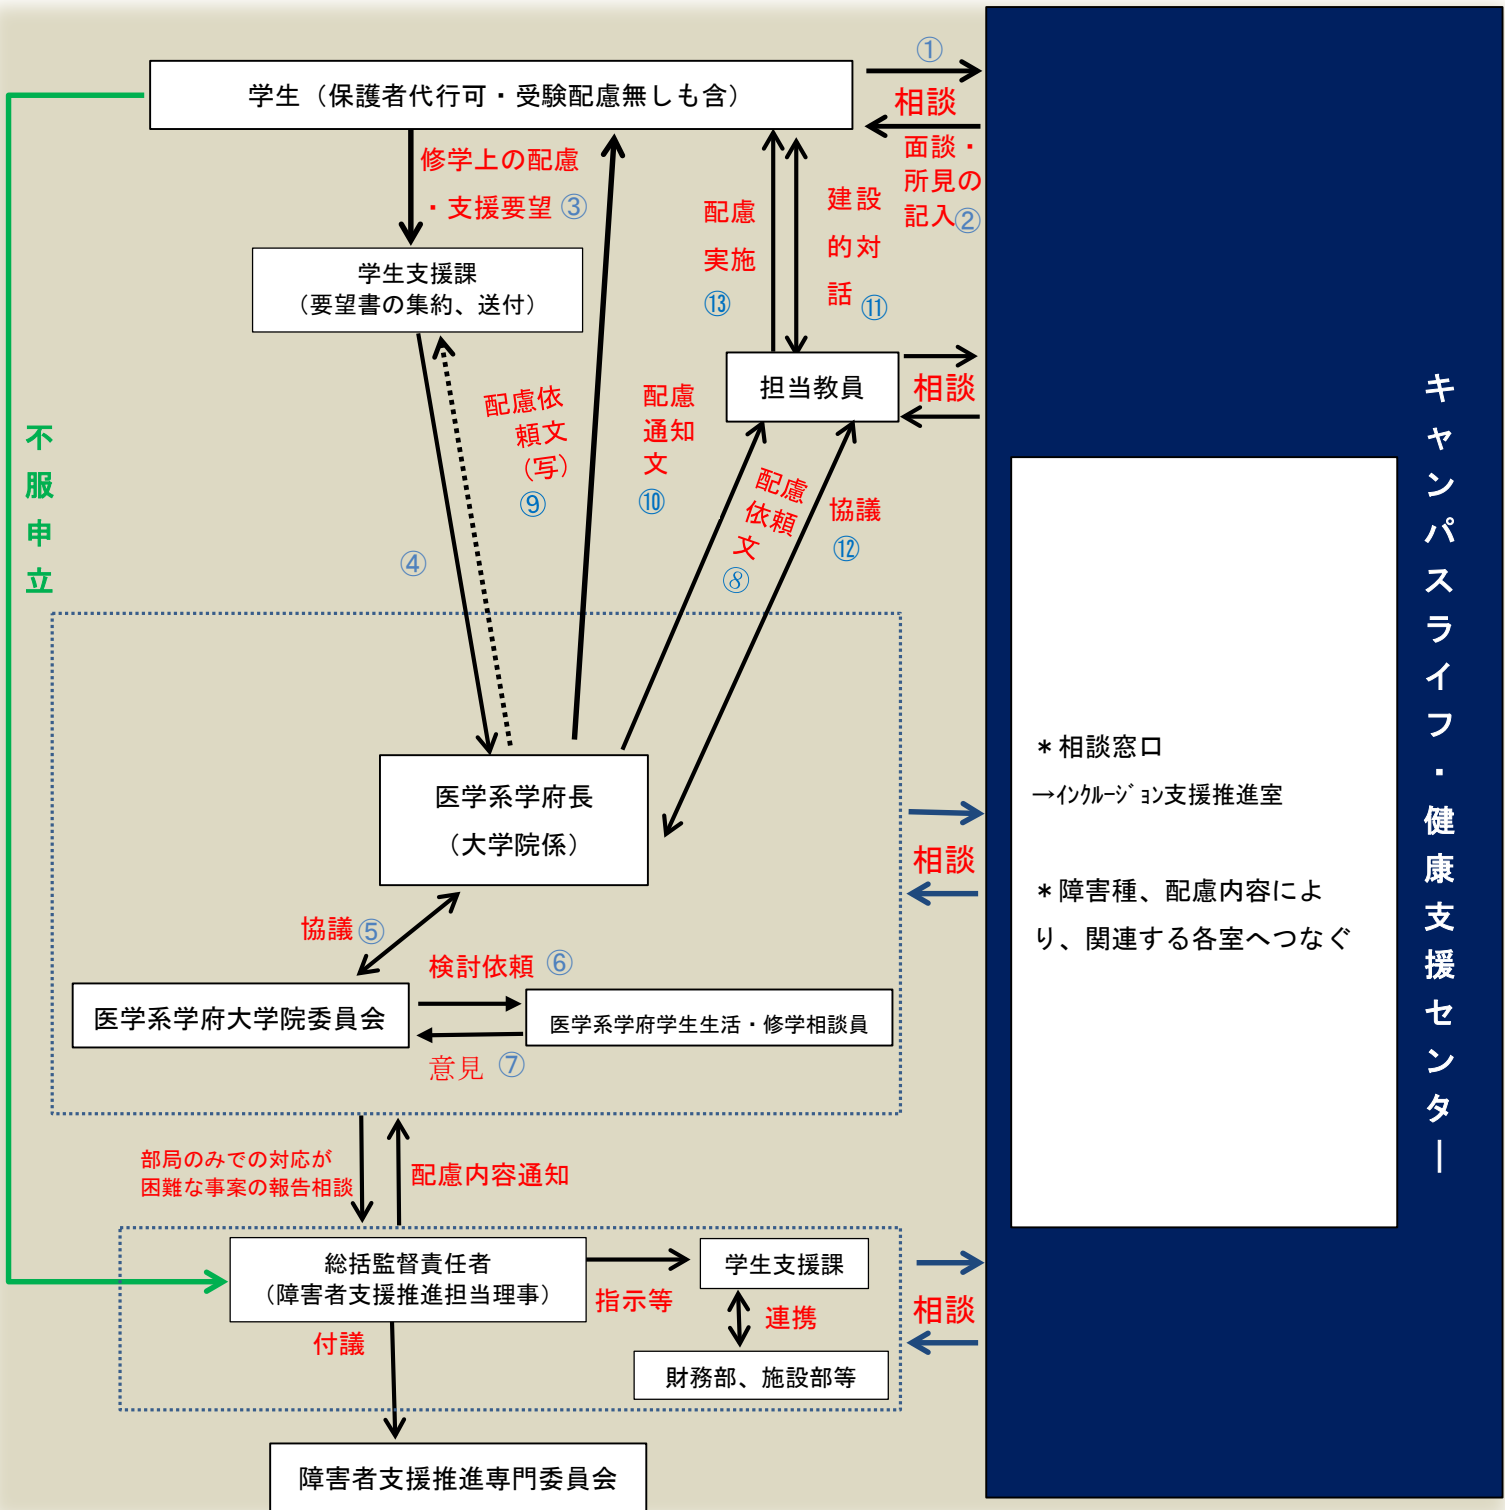 ①
学生（保護者代行可・受験配慮無しも含）
相談
面談・
所見の
記入②
修学上の配慮
・支援要望 ③
学生支援課
（要望書の集約、送付）
配慮
実施
⑬
建設
的対
話 ⑪
担当教員
相談
配慮依
頼文
（写）
⑨
配慮
通知
文
⑩
配慮
依頼
文
⑧
協議
⑫
④
不服申立
医学系学府長
（大学院係）
相談
協議⑤
検討依頼 ⑥
医学系学府大学院委員会
医学系学府学生生活・修学相談員
意見 ⑦
部局のみでの対応が
困難な事案の報告相談
配慮内容通知
総括監督責任者
（障害者支援推進担当理事）
指示等
学生支援課
連携
財務部、施設部等
相談
付議
障害者支援推進専門委員会
＊相談窓口
→ｲﾝｸﾙｰｼﾞｮﾝ支援推進室
＊障害種、配慮内容によ
り、関連する各室へつなぐ
キャンパスライフ・健康支援センター